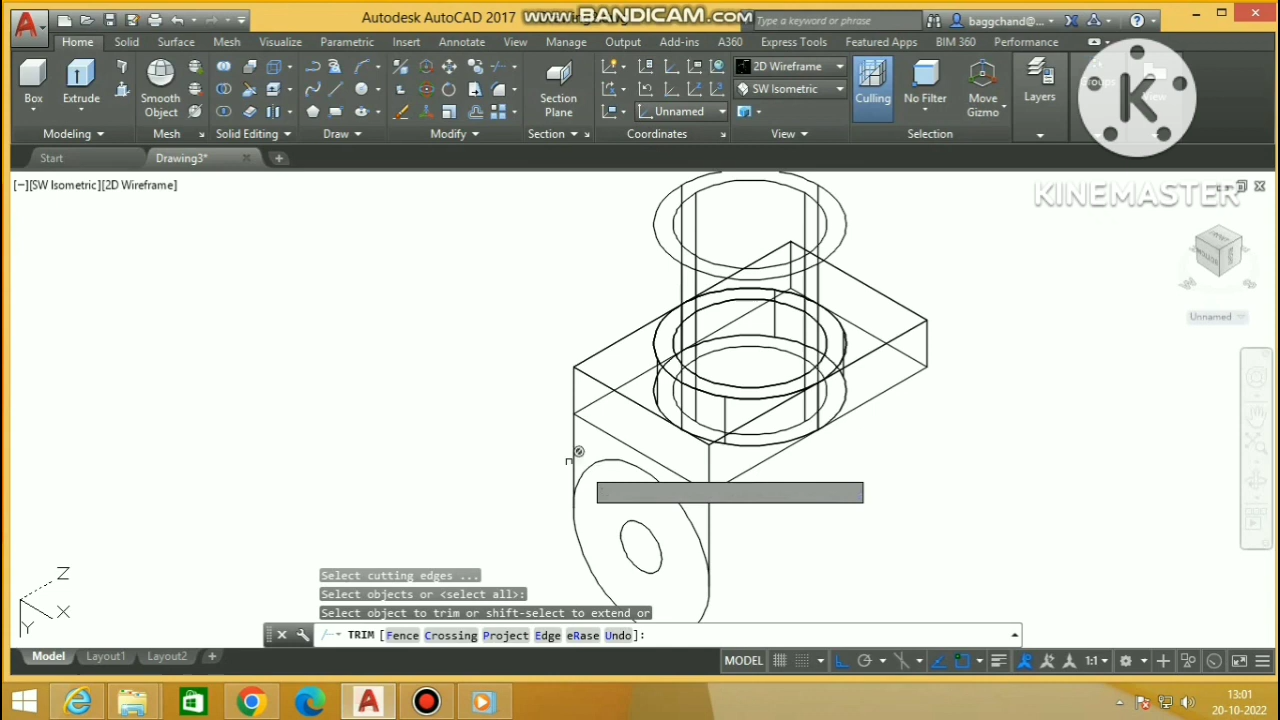 Autodesk AutoCAD 2017
www.BANDICAM.com
Type a keyword or phrase
baggchand@...
Home Solid Surface Mesh Visualize Parametric Insert Annotate View Manage Output Add-ins A360 Express Tools Featured Apps BIM 360 Performance
Box
Extrude
Smooth
Object
Section
Plane
2D Wireframe
SW Isometric
Unnamed
Culling
No Filter
Move
Gizmo
Layers
Groups
View
K
Modeling
Mesh
Solid Editing
Draw
Modify
Section
Coordinates
View
Selection
Start
Drawing3*
[−][SW Isometric][2D Wireframe]
KINEMASTER
Unnamed
Z
X
Y
Select cutting edges ...
Select objects or <select all>:
Select object to trim or shift-select to extend or
TRIM [Fence Crossing Project Edge eRase Undo]:
Model Layout1 Layout2
MODEL
1:1
13:01
20-10-2022